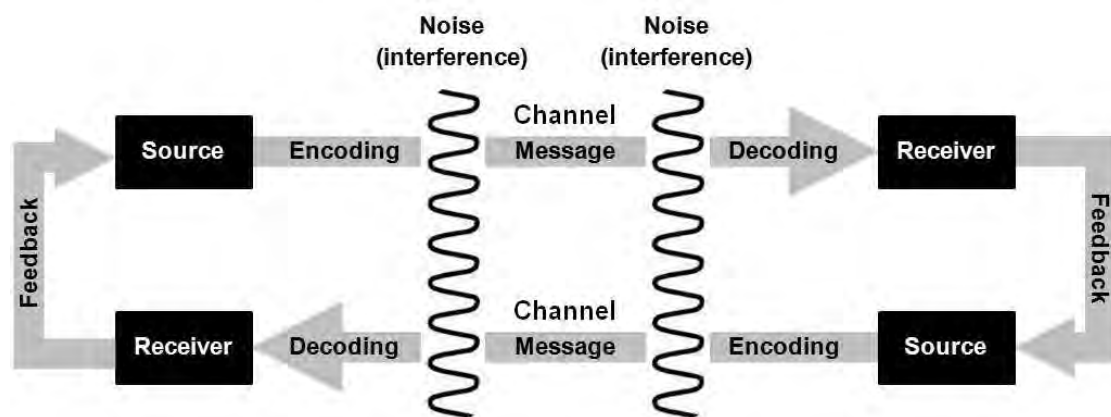 Noise
(interference)
Noise
(interference)
Channel
Source
Encoding
Message
Decoding
Receiver
Feedback
Feedback
Channel
Receiver
Decoding
Message
Encoding
Source